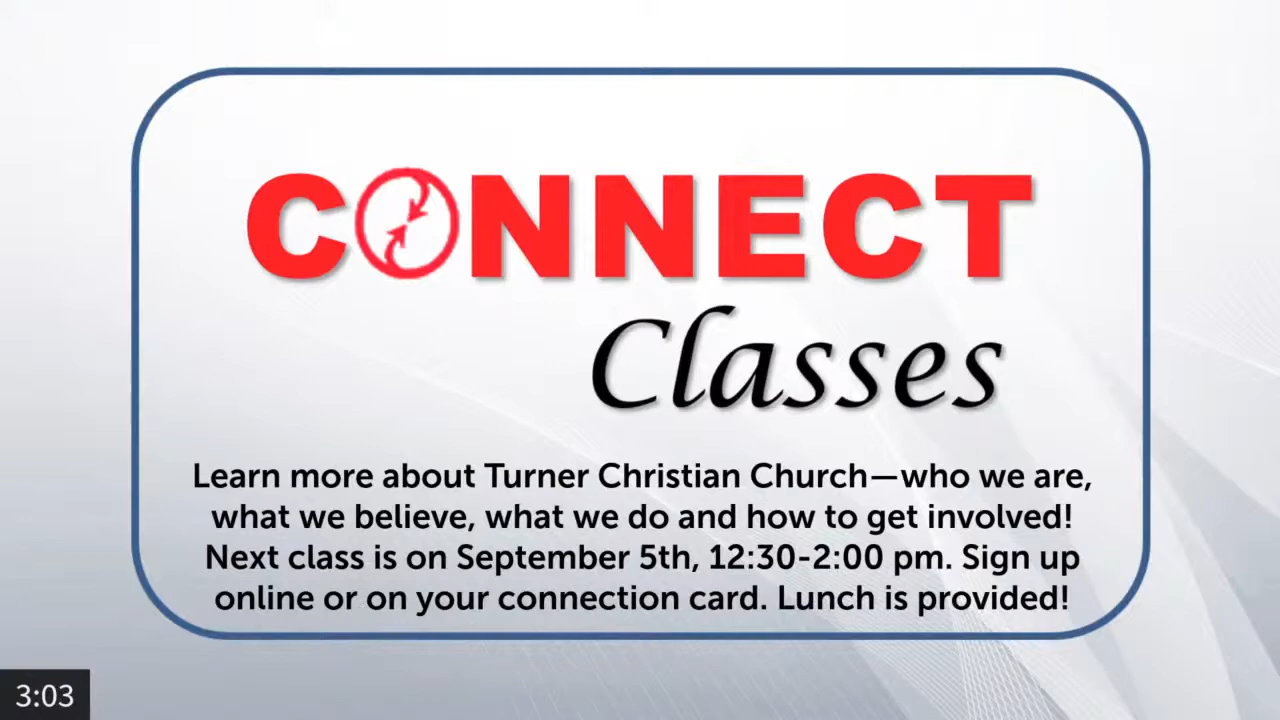 CONNECT
Classes
Learn more about Turner Christian Church—who we are,
what we believe, what we do and how to get involved!
Next class is on September 5th, 12:30-2:00 pm. Sign up
online or on your connection card. Lunch is provided!
3:03